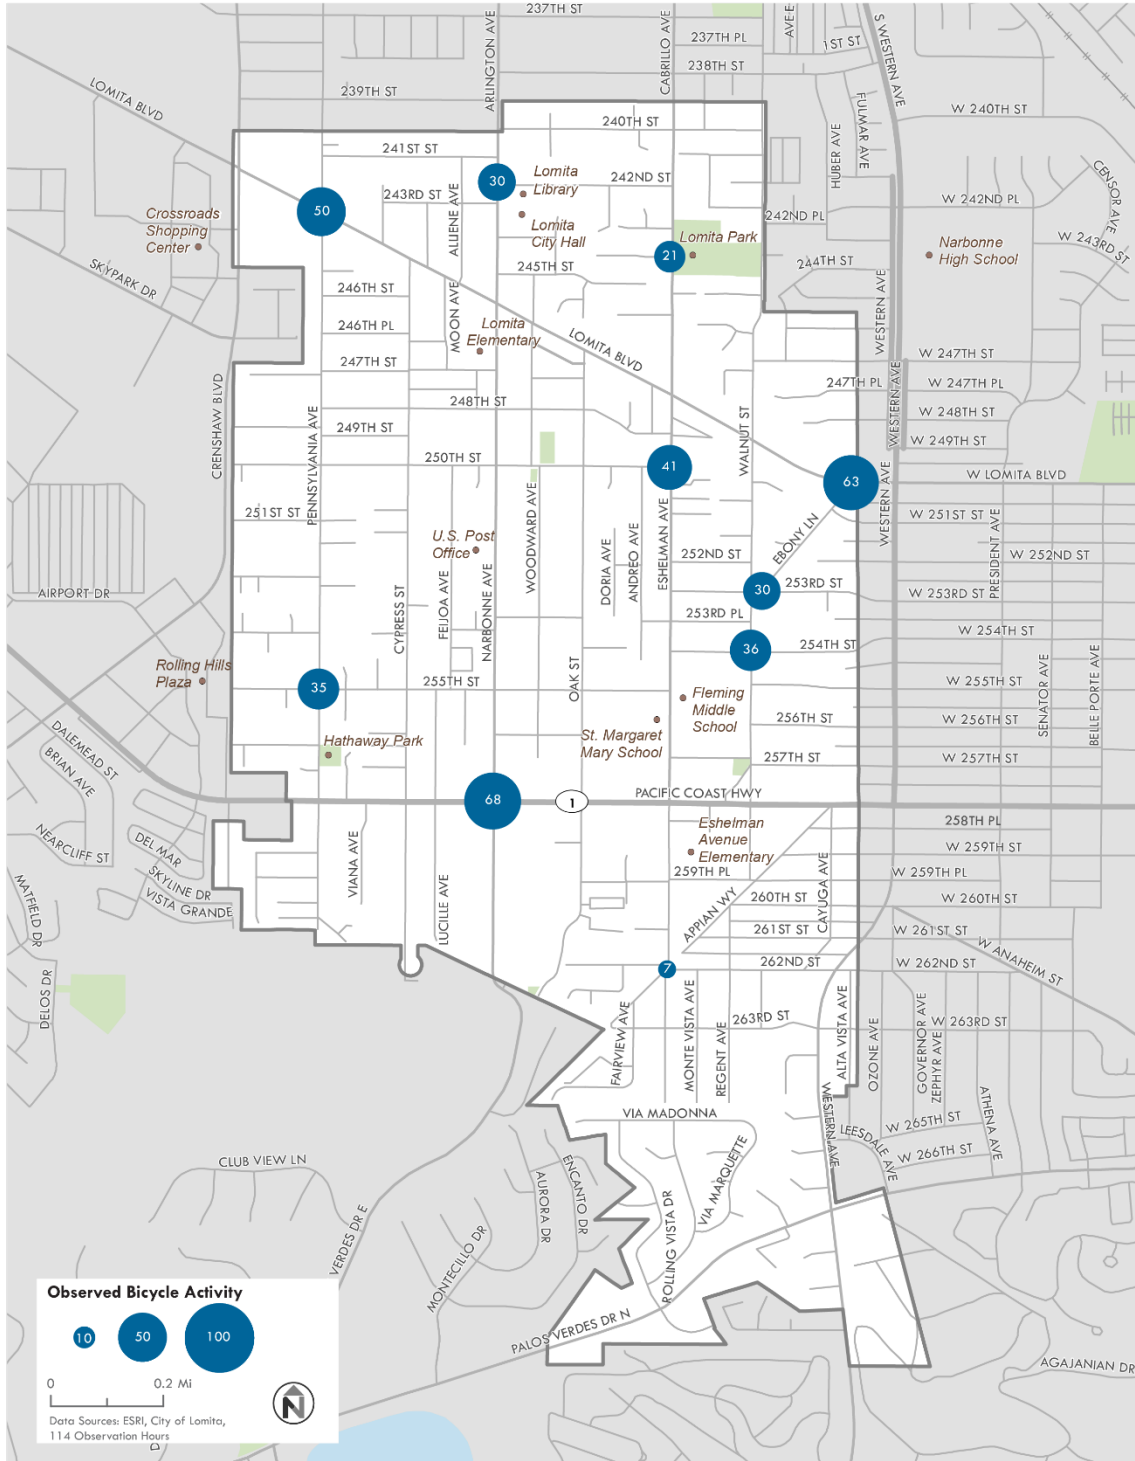 237TH ST
237TH PL
238TH ST
239TH ST
ARLINGTON AVE
CABRILLO AVE
AVE E
1ST ST
S WESTERN AVE
LOMITA BLVD
240TH ST
W 240TH ST
HUBER AVE
FULMAR AVE
241ST ST
30
Lomita
Library
242ND ST
243RD ST
ALIENE AVE
50
W 242ND PL
CENSOR AVE
Crossroads
Shopping
Center
Lomita
City Hall
242ND PL
Lomita Park
21
Narbonne
High School
W 243RD ST
SKYPARK DR
245TH ST
244TH ST
246TH ST
MOON AVE
WESTERN AVE
246TH PL
Lomita
Elementary
LOMITA BLVD
247TH ST
W 247TH ST
247TH PL
W 247TH PL
CRENSHAW BLVD
248TH ST
WESTERN AVE
W 248TH ST
PENNSYLVANIA AVE
249TH ST
WALNUT ST
W 249TH ST
250TH ST
41
63
W LOMITA BLVD
WESTERN AVE
251ST ST
WOODWARD AVE
ESHELMAN AVE
W 251ST ST
PRESIDENT AVE
U.S. Post
Office
DORIA AVE
ANDREO AVE
252ND ST
EBONY LN
W 252ND ST
AIRPORT DR
CYPRESS ST
FEIJOA AVE
NARBONNE AVE
30
253RD ST
W 253RD ST
253RD PL
36
254TH ST
W 254TH ST
Rolling Hills
Plaza
35
255TH ST
OAK ST
W 255TH ST
SENATOR AVE
BELLE PORTE AVE
Fleming
Middle
School
256TH ST
W 256TH ST
DALEMEAD ST
BRIAN AVE
Hathaway Park
St. Margaret
Mary School
257TH ST
W 257TH ST
68
1
PACIFIC COAST HWY
NEARCLIFF ST
DEL MAR
VIANA AVE
Eshelman
Avenue
Elementary
258TH PL
W 259TH ST
MATFIELD DR
SKYLINE DR
VISTA GRANDE
LUCILLE AVE
259TH PL
W 259TH PL
CAYUGA AVE
260TH ST
W 260TH ST
APPIAN WY
261ST ST
W 261ST ST
W ANAHEIM ST
7
262ND ST
W 262ND ST
DELOS DR
FAIRVIEW AVE
MONTE VISTA AVE
REGENT AVE
263RD ST
ALTA VISTA AVE
OZONE AVE
GOVERNOR AVE
ZEPHYR AVE
W 263RD ST
ATHENA AVE
VIA MADONNA
WESTERN AVE
LEESDALE AVE
W 265TH ST
W 266TH ST
CLUB VIEW LN
ENCANTO DR
AURORA DR
VIA MARQUETTE
ROLLING VISTA DR
VERDES DR E
MONTECILLO DR
PALOS VERDES DR N
AGAJANIAN DR
Observed Bicycle Activity
10
50
100
0
0.2 Mi
N
Data Sources: ESRI, City of Lomita,
114 Observation Hours